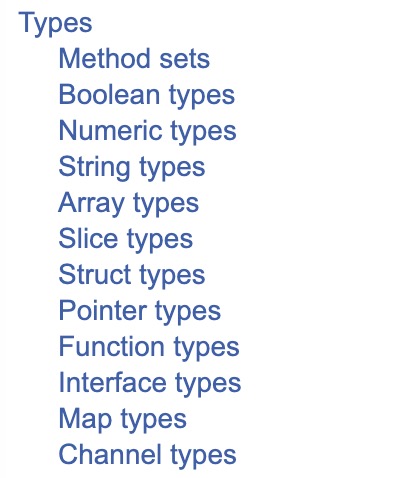 Types
Method sets
Boolean types
Numeric types
String types
Array types
Slice types
Struct types
Pointer types
Function types
Interface types
Map types
Channel types